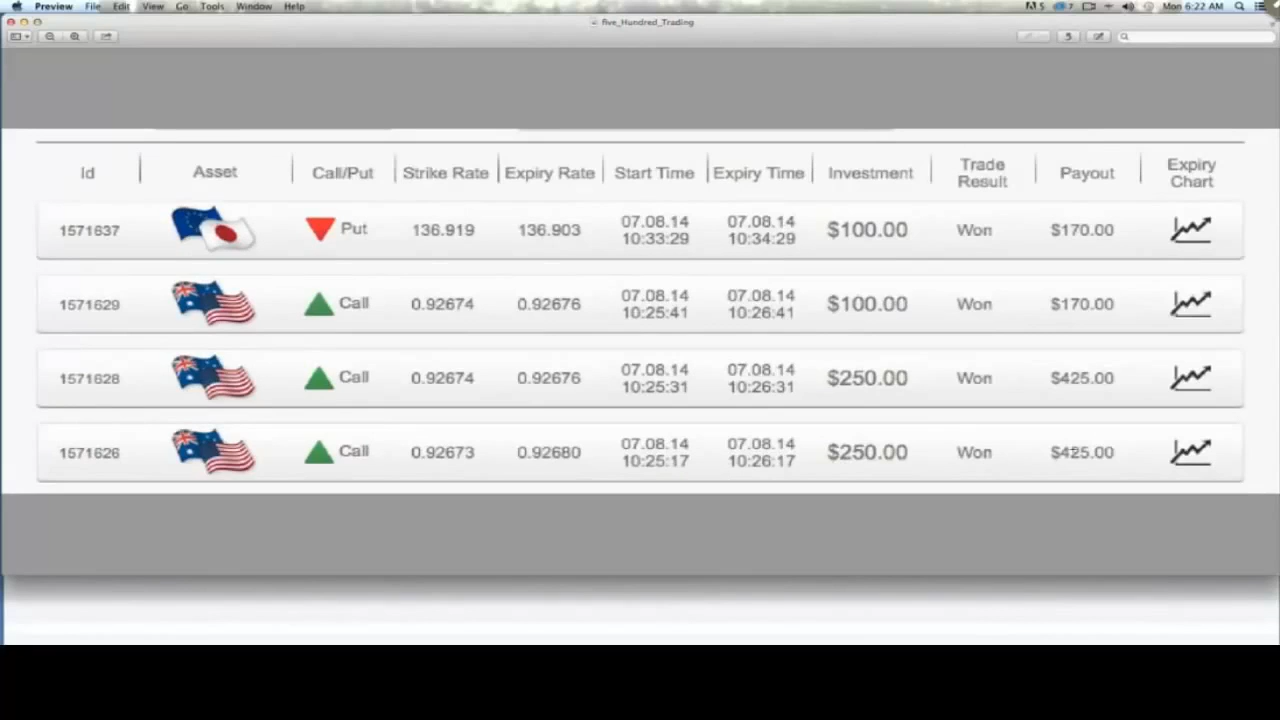 Preview File Edit View Go Tools Window Help 5 7 Mon 6:22 AM
Five_Hundred_Trading
Id Asset Call/Put Strike Rate Expiry Rate Start Time Expiry Time Investment Trade Result Payout Expiry Chart
1571637 Put 136.919 136.903 07.08.14 10:33:29 07.08.14 10:34:29 $100.00 Won $170.00
1571629 Call 0.92674 0.92676 07.08.14 10:25:41 07.08.14 10:26:41 $100.00 Won $170.00
1571628 Call 0.92674 0.92676 07.08.14 10:25:31 07.08.14 10:26:31 $250.00 Won $425.00
1571626 Call 0.92673 0.92680 07.08.14 10:25:17 07.08.14 10:26:17 $250.00 Won $425.00